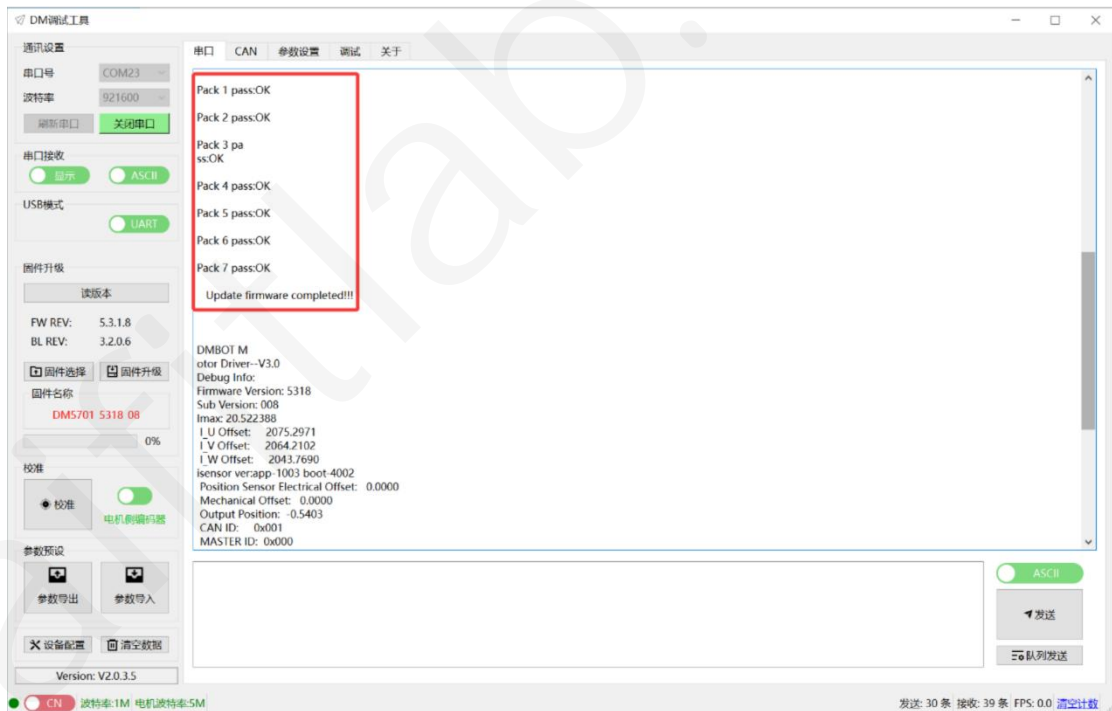 DM调试工具
通讯设置
串口号 COM23
波特率 921600
刷新串口 关闭串口
串口接收
显示 ASCII
USB模式
UART
固件升级
读版本
FW REV: 5.3.1.8
BL REV: 3.2.0.6
固件选择 固件升级
固件名称
DM5701 5318 08
0%
校准
校准
电机侧编码器
参数预设
参数导出 参数导入
设备配置 清空数据
Version: V2.0.3.5
串口 CAN 参数设置 调试 关于
Pack 1 pass:OK
Pack 2 pass:OK
Pack 3 pa
ss:OK
Pack 4 pass:OK
Pack 5 pass:OK
Pack 6 pass:OK
Pack 7 pass:OK
Update firmware completed!!!
DMBOT M
otor Driver--V3.0
Debug Info:
Firmware Version: 5318
Sub Version: 008
Imax: 20.522388
I_U Offset: 2075.2971
I_V Offset: 2064.2102
I_W Offset: 2043.7690
isensor ver:app-1003 boot-4002
Position Sensor Electrical Offset: 0.0000
Mechanical Offset: 0.0000
Output Position: -0.5403
CAN ID: 0x001
MASTER ID: 0x000
ASCII
发送
队列发送
CN 波特率:1M 电机波特率:5M
发送: 30 条 接收: 39 条 FPS: 0.0 清空计数